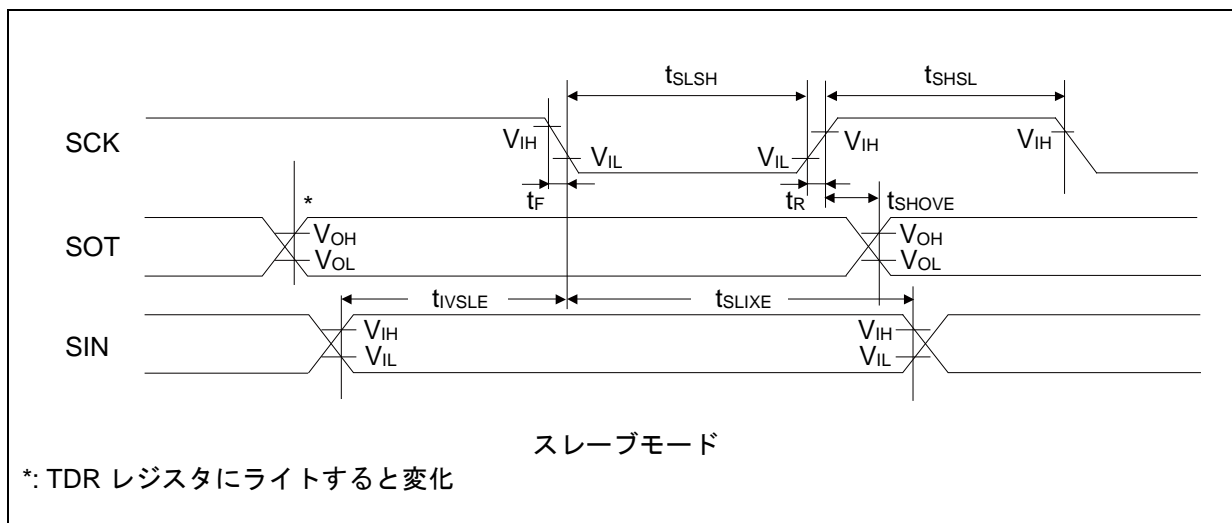 tSLSH
tSHSL
SCK
VIH
VIL
VIL
VIH
VIH
tF
tR
tSHOVE
*
SOT
VOH
VOL
VOH
VOL
tIVSLE
tSLIXE
SIN
VIH
VIL
VIH
VIL
スレーブモード
*: TDR レジスタにライトすると変化